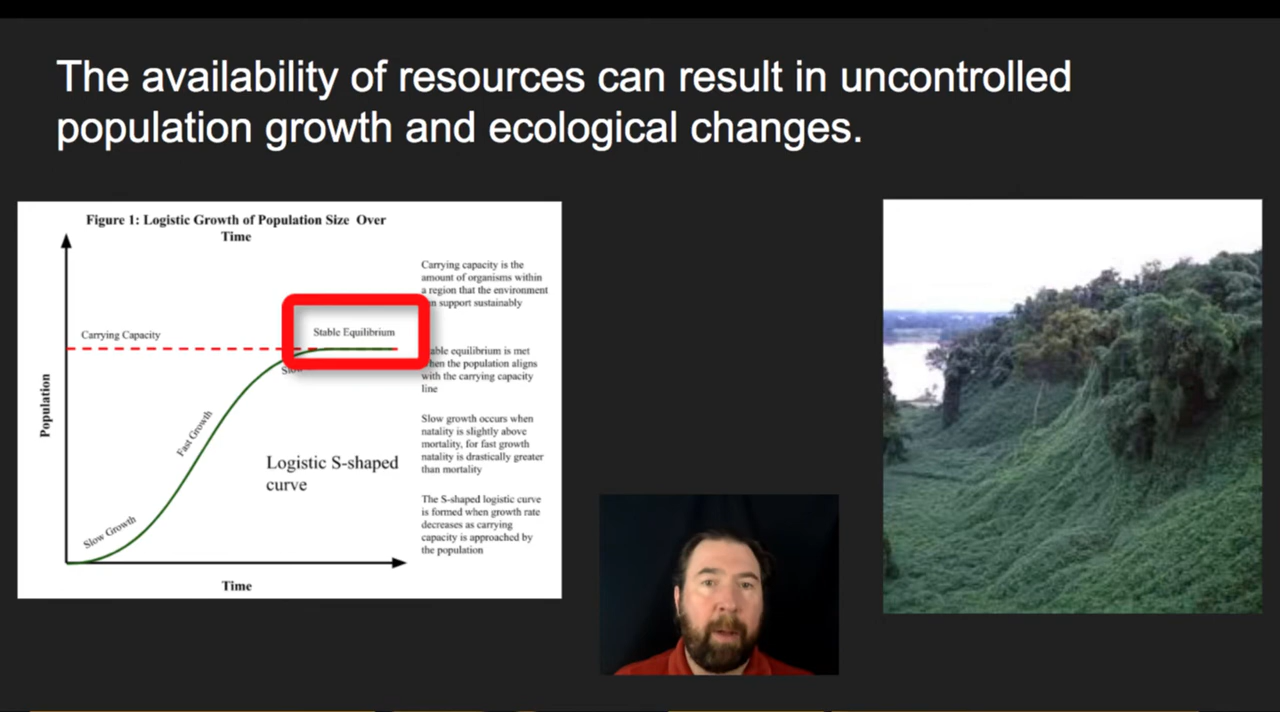 The availability of resources can result in uncontrolled
population growth and ecological changes.
Figure 1: Logistic Growth of Population Size Over
Time
Carrying capacity is the
amount of organisms within
a region that the environment
support sustainably
Carrying Capacity
Stable Equilibrium
equilibrium is met
the population aligns
with the carrying capacity
line
Population
Fast Growth
Slow growth occurs when
natality is slightly above
mortality, for fast growth
natality is drastically greater
than mortality
Logistic S-shaped
curve
Slow Growth
The S-shaped logistic curve
is formed when growth rate
decreases as carrying
capacity is approached by
the population
Time